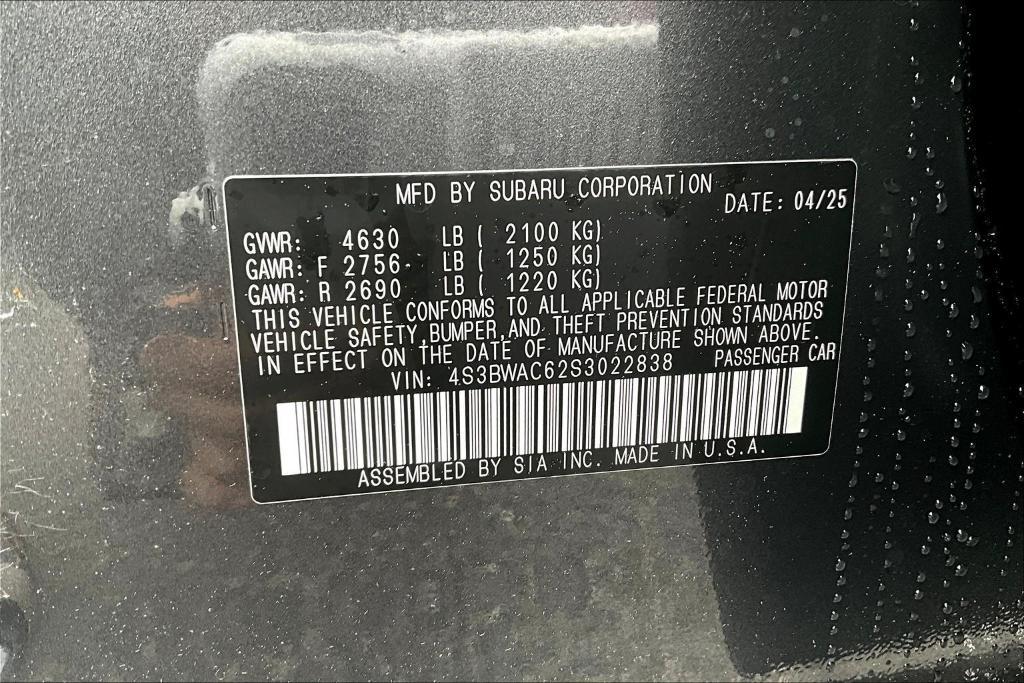 MFD BY SUBARU CORPORATION
DATE: 04/25
GVWR: 4630 LB ( 2100 KG)
GAWR: F 2756 LB ( 1250 KG)
GAWR: R 2690 LB ( 1220 KG)
THIS VEHICLE CONFORMS TO ALL APPLICABLE FEDERAL MOTOR
VEHICLE SAFETY,BUMPER,AND THEFT PREVENTION STANDARDS
IN EFFECT ON THE DATE OF MANUFACTURE SHOWN ABOVE.
VIN: 4S3BWAC62S3022838 PASSENGER CAR
ASSEMBLED BY SIA INC. MADE IN U.S.A.